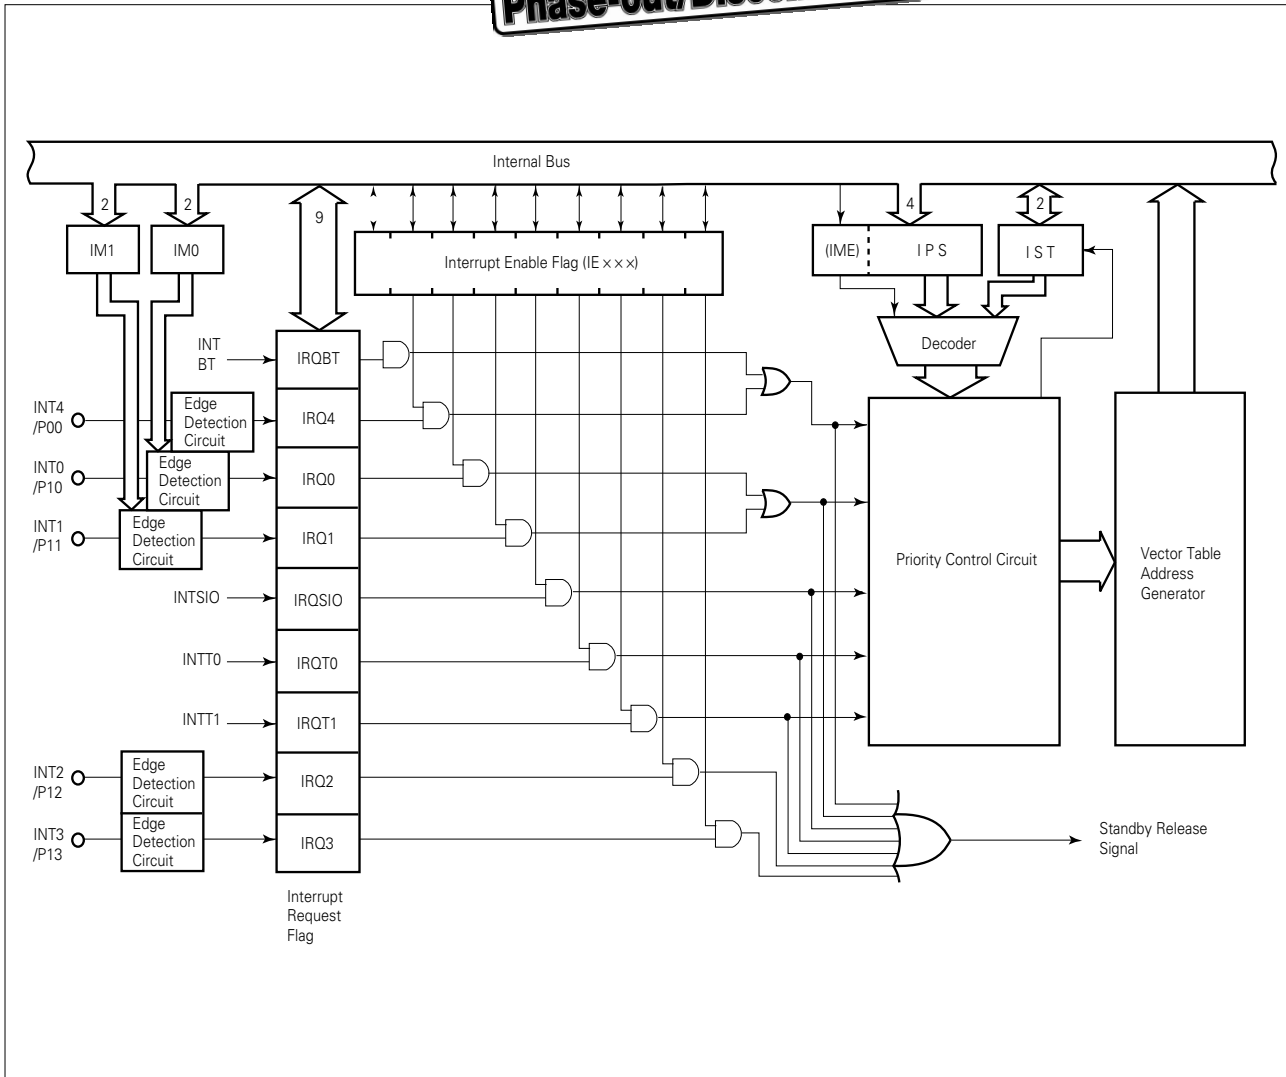 Phase-out/
Internal Bus
2
2
9
4
2
IM1
IM0
Interrupt Enable Flag (IE×××)
(IME)
IPS
IST
Decoder
INT
BT
IRQBT
INT4
/P00
Edge
Detection
Circuit
IRQ4
INT0
/P10
Edge
Detection
Circuit
IRQ0
INT1
/P11
Edge
Detection
Circuit
IRQ1
INTSIO
IRQSIO
INTT0
IRQT0
INTT1
IRQT1
INT2
/P12
Edge
Detection
Circuit
IRQ2
INT3
/P13
Edge
Detection
Circuit
IRQ3
Interrupt
Request
Flag
Priority Control Circuit
Vector Table
Address
Generator
Standby Release
Signal